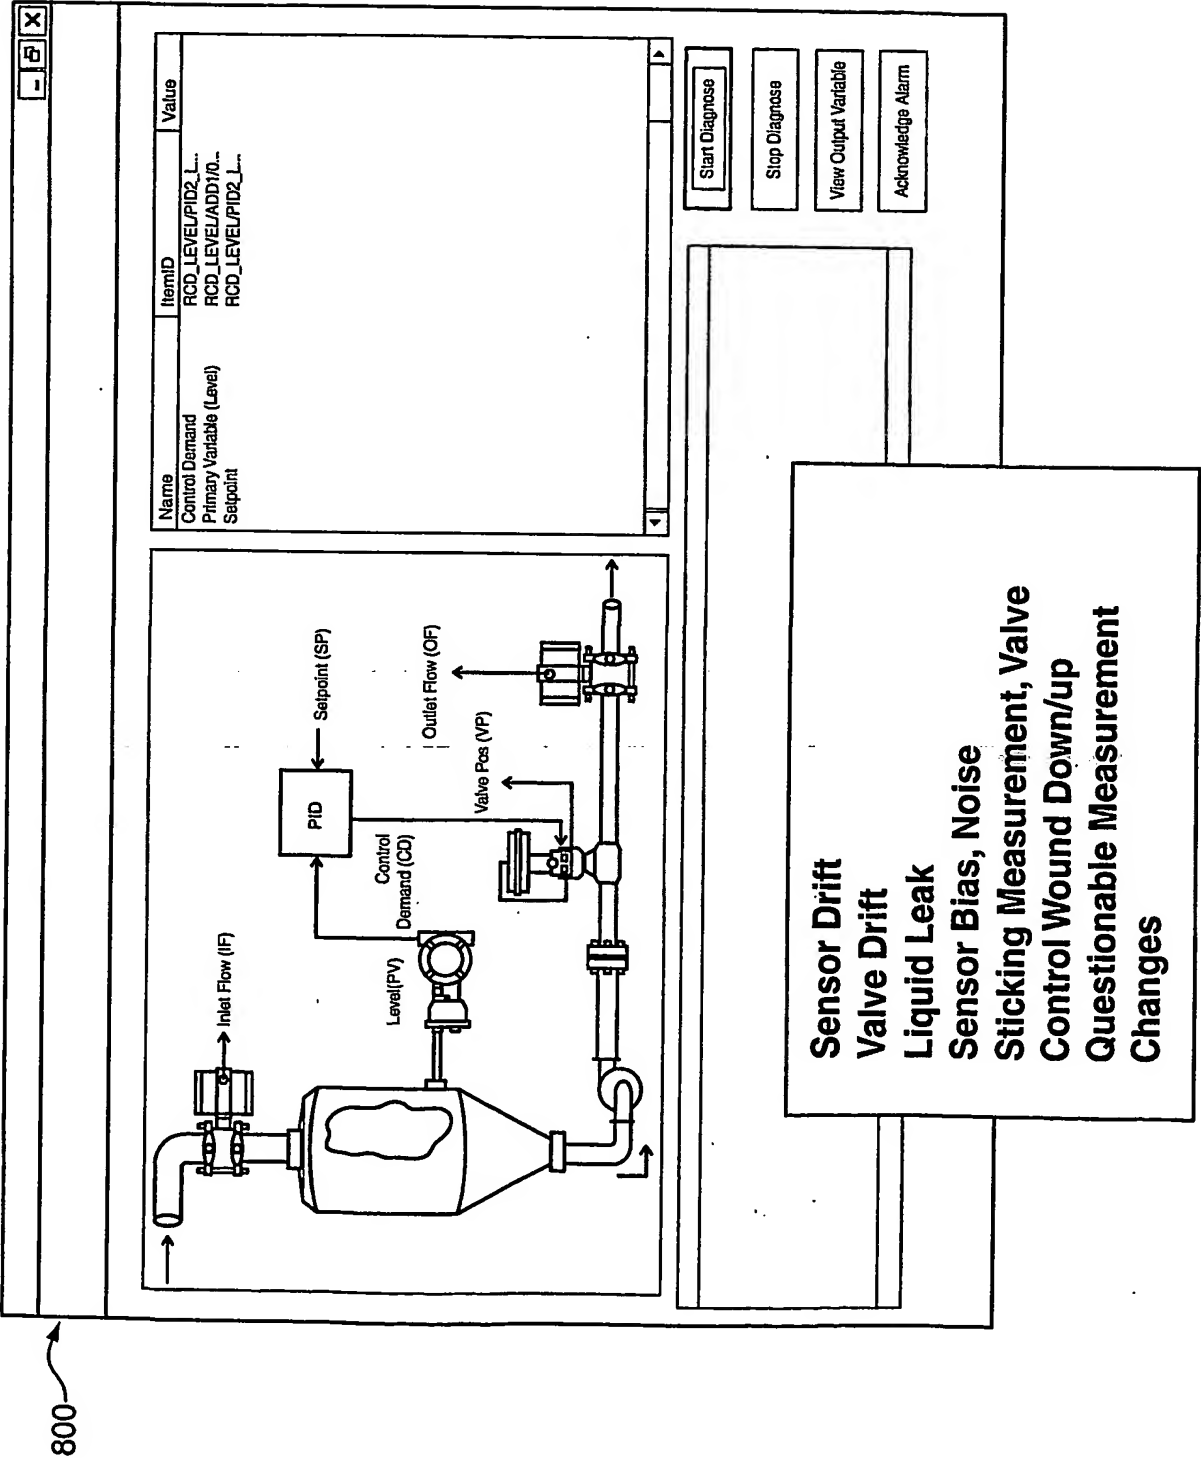 800
Inlet Flow (IF)
Level(PV)
Control
Demand (CD)
PID
Setpoint (SP)
Valve Pos (VP)
Outlet Flow (OF)
Name ItemID Value
Control Demand RCD_LEVEL/PID2_L...
Primary Variable (Level) RCD_LEVEL/ADD1/0...
Setpoint RCD_LEVEL/PID2_L...
Start Diagnose
Stop Diagnose
View Output Variable
Acknowledge Alarm
Sensor Drift
Valve Drift
Liquid Leak
Sensor Bias, Noise
Sticking Measurement, Valve
Control Wound Down/up
Questionable Measurement
Changes